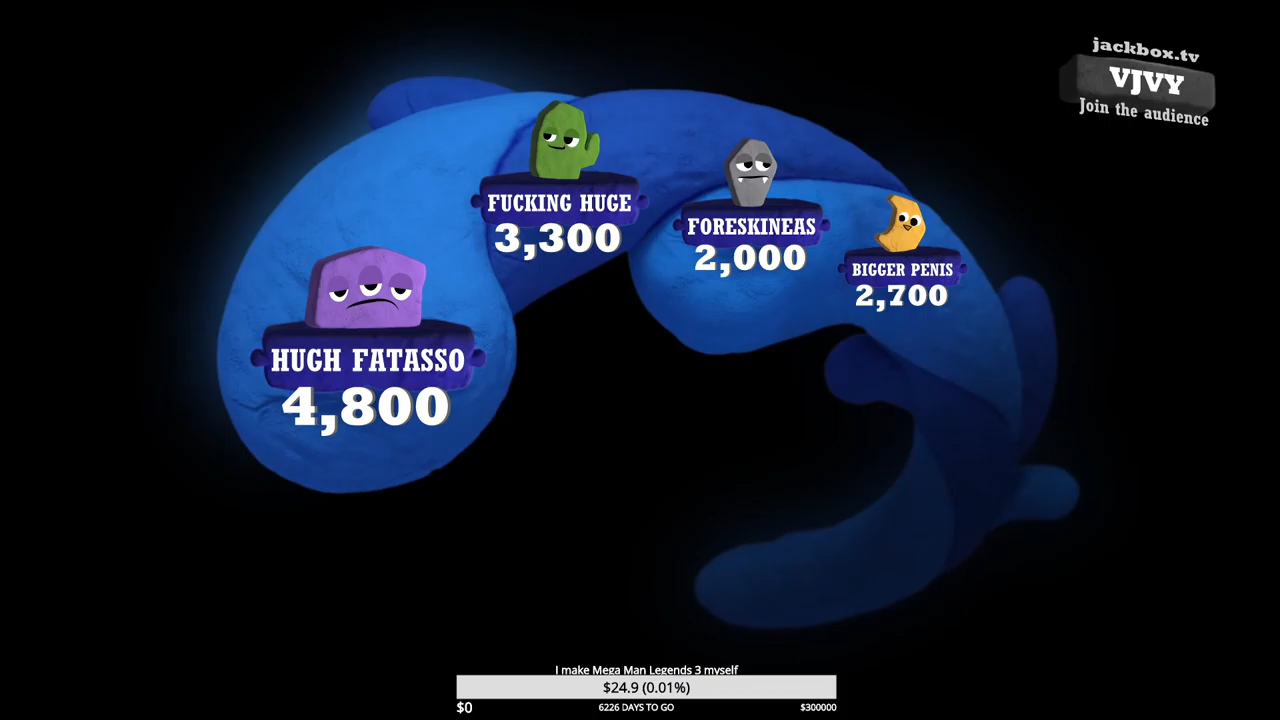 jackbox.tv
VJVY
Join the audience
FUCKING HUGE
3,300
FORESKINEAS
2,000
BIGGER PENIS
2,700
HUGH FATASSO
4,800
I make Mega Man Legends 3 myself
$24.9 (0.01%)
$0 6226 DAYS TO GO $300000